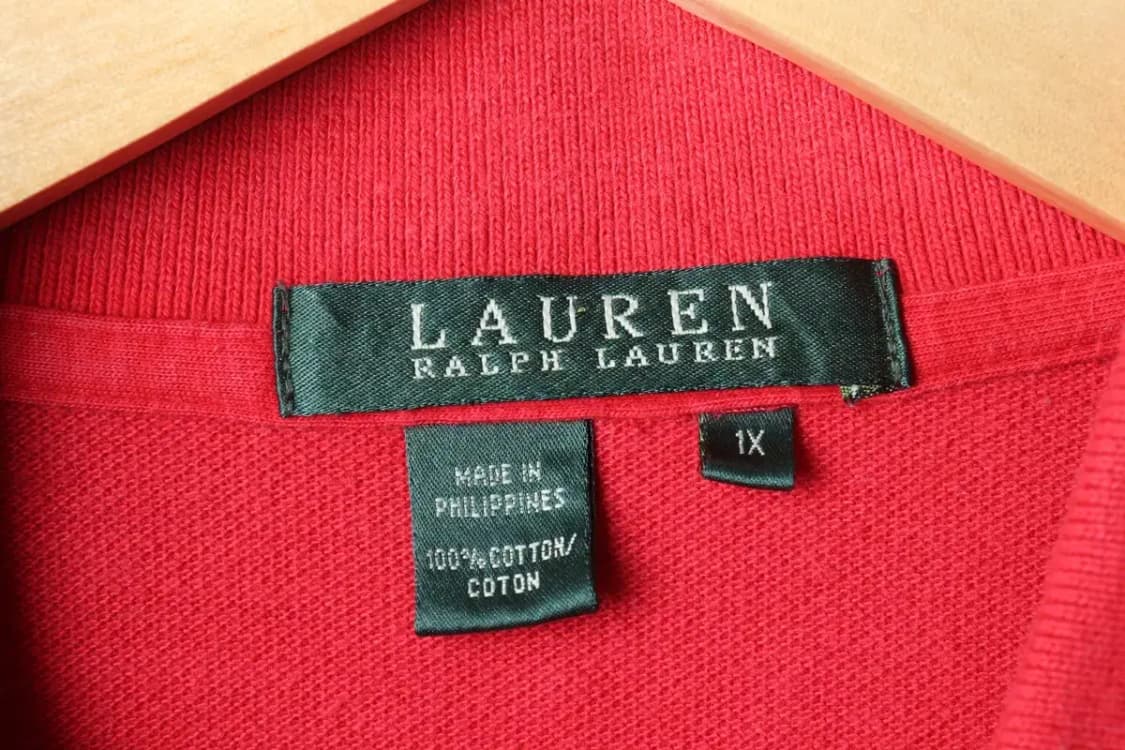 LAUREN
RALPH LAUREN
1X
MADE IN
PHILIPPINES
100% COTTON/
COTON